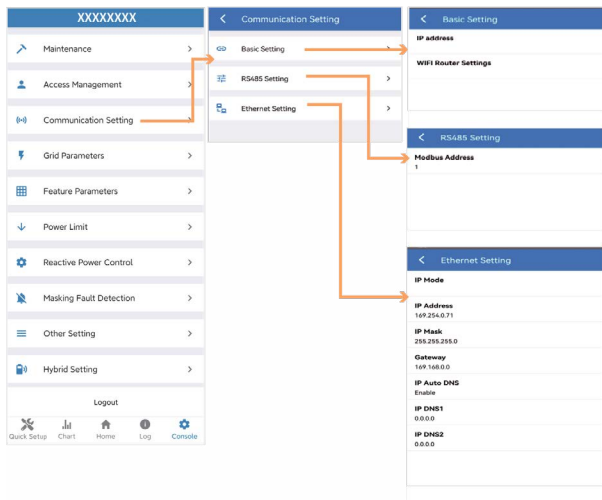 XXXXXXXX
Maintenance
Access Management
Communication Setting
Grid Parameters
Feature Parameters
Power Limit
Reactive Power Control
Masking Fault Detection
Other Setting
Hybrid Setting
Logout
Quick Setup Chart Home Log Console
Communication Setting
Basic Setting
RS485 Setting
Ethernet Setting
Basic Setting
IP address
WIFI Router Settings
RS485 Setting
Modbus Address
1
Ethernet Setting
IP Mode
IP Address
169.254.0.71
IP Mask
255.255.255.0
Gateway
169.168.0.0
IP Auto DNS
Enable
IP DNS1
0.0.0.0
IP DNS2
0.0.0.0